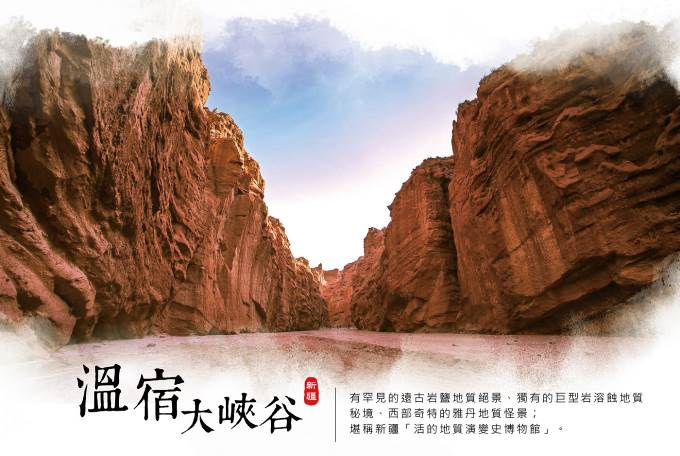 溫宿大峽谷
新疆
有罕見的遠古岩鹽地質絕景、獨有的巨型岩溶蝕地質
秘境、西部奇特的雅丹地質怪景；
堪稱新疆「活的地質演變史博物館」。